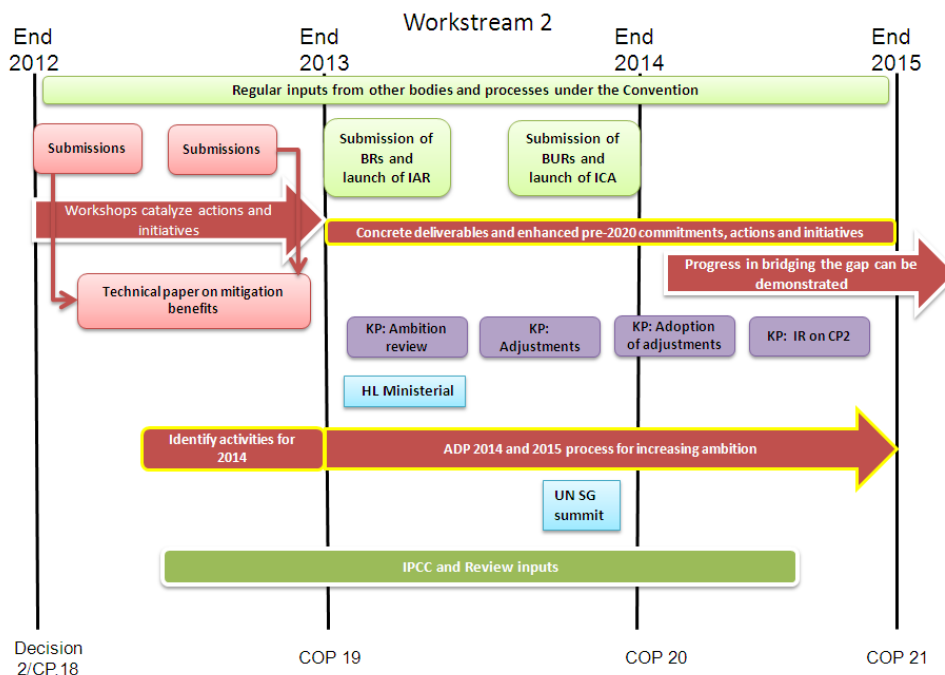 Workstream 2
End
2012
End
2013
End
2014
End
2015
Regular inputs from other bodies and processes under the Convention
Submissions
Submissions
Submission of
BRs and
launch of IAR
Submission of
BURs and
launch of ICA
Workshops catalyze actions and
initiatives
Concrete deliverables and enhanced pre-2020 commitments, actions and initiatives
Progress in bridging the gap can be
demonstrated
Technical paper on mitigation
benefits
KP: Ambition
review
KP:
Adjustments
KP: Adoption
of adjustments
KP: IR on CP2
HL Ministerial
Identify activities for
2014
ADP 2014 and 2015 process for increasing ambition
UN SG
summit
IPCC and Review inputs
Decision
2/CP.18
COP 19
COP 20
COP 21